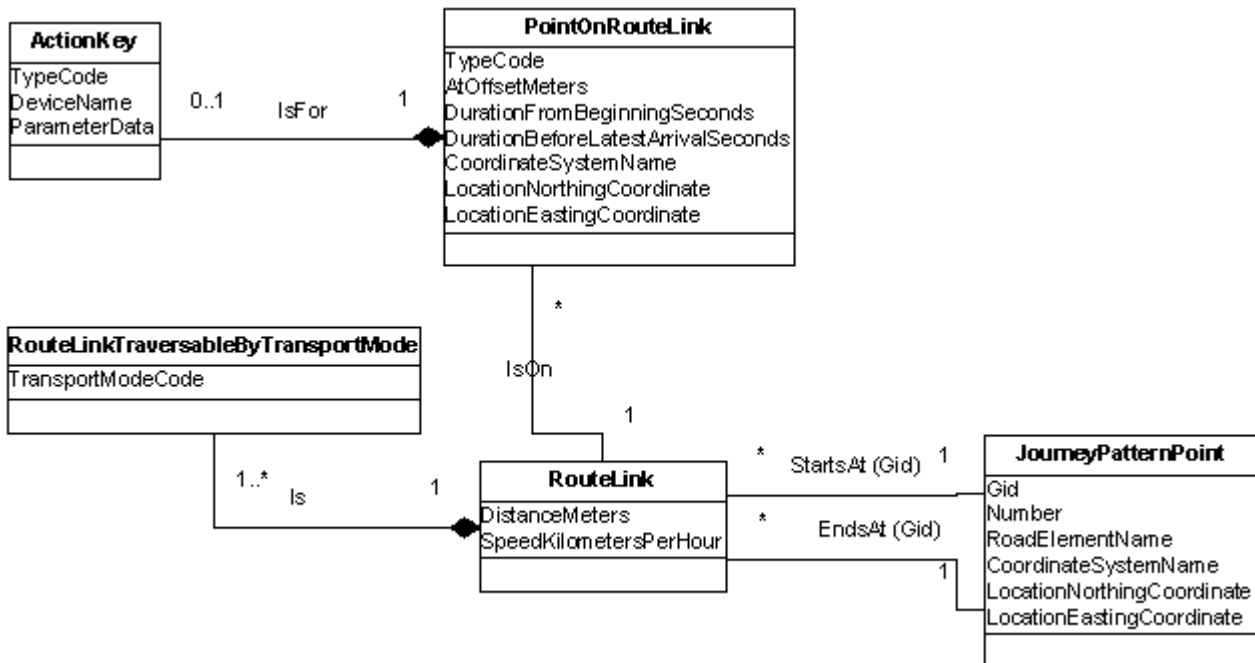 ActionKey
TypeCode
DeviceName
ParameterData
0..1
IsFor
1
PointOnRouteLink
TypeCode
AtOffsetMeters
DurationFromBeginningSeconds
DurationBeforeLatestArrivalSeconds
CoordinateSystemName
LocationNorthingCoordinate
LocationEastingCoordinate
*
IsOn
1
RouteLinkTraversableByTransportMode
TransportModeCode
1..*
Is
1
RouteLink
DistanceMeters
SpeedKilometersPerHour
*
StartsAt (Gid)
1
*
EndsAt (Gid)
1
JourneyPatternPoint
Gid
Number
RoadElementName
CoordinateSystemName
LocationNorthingCoordinate
LocationEastingCoordinate